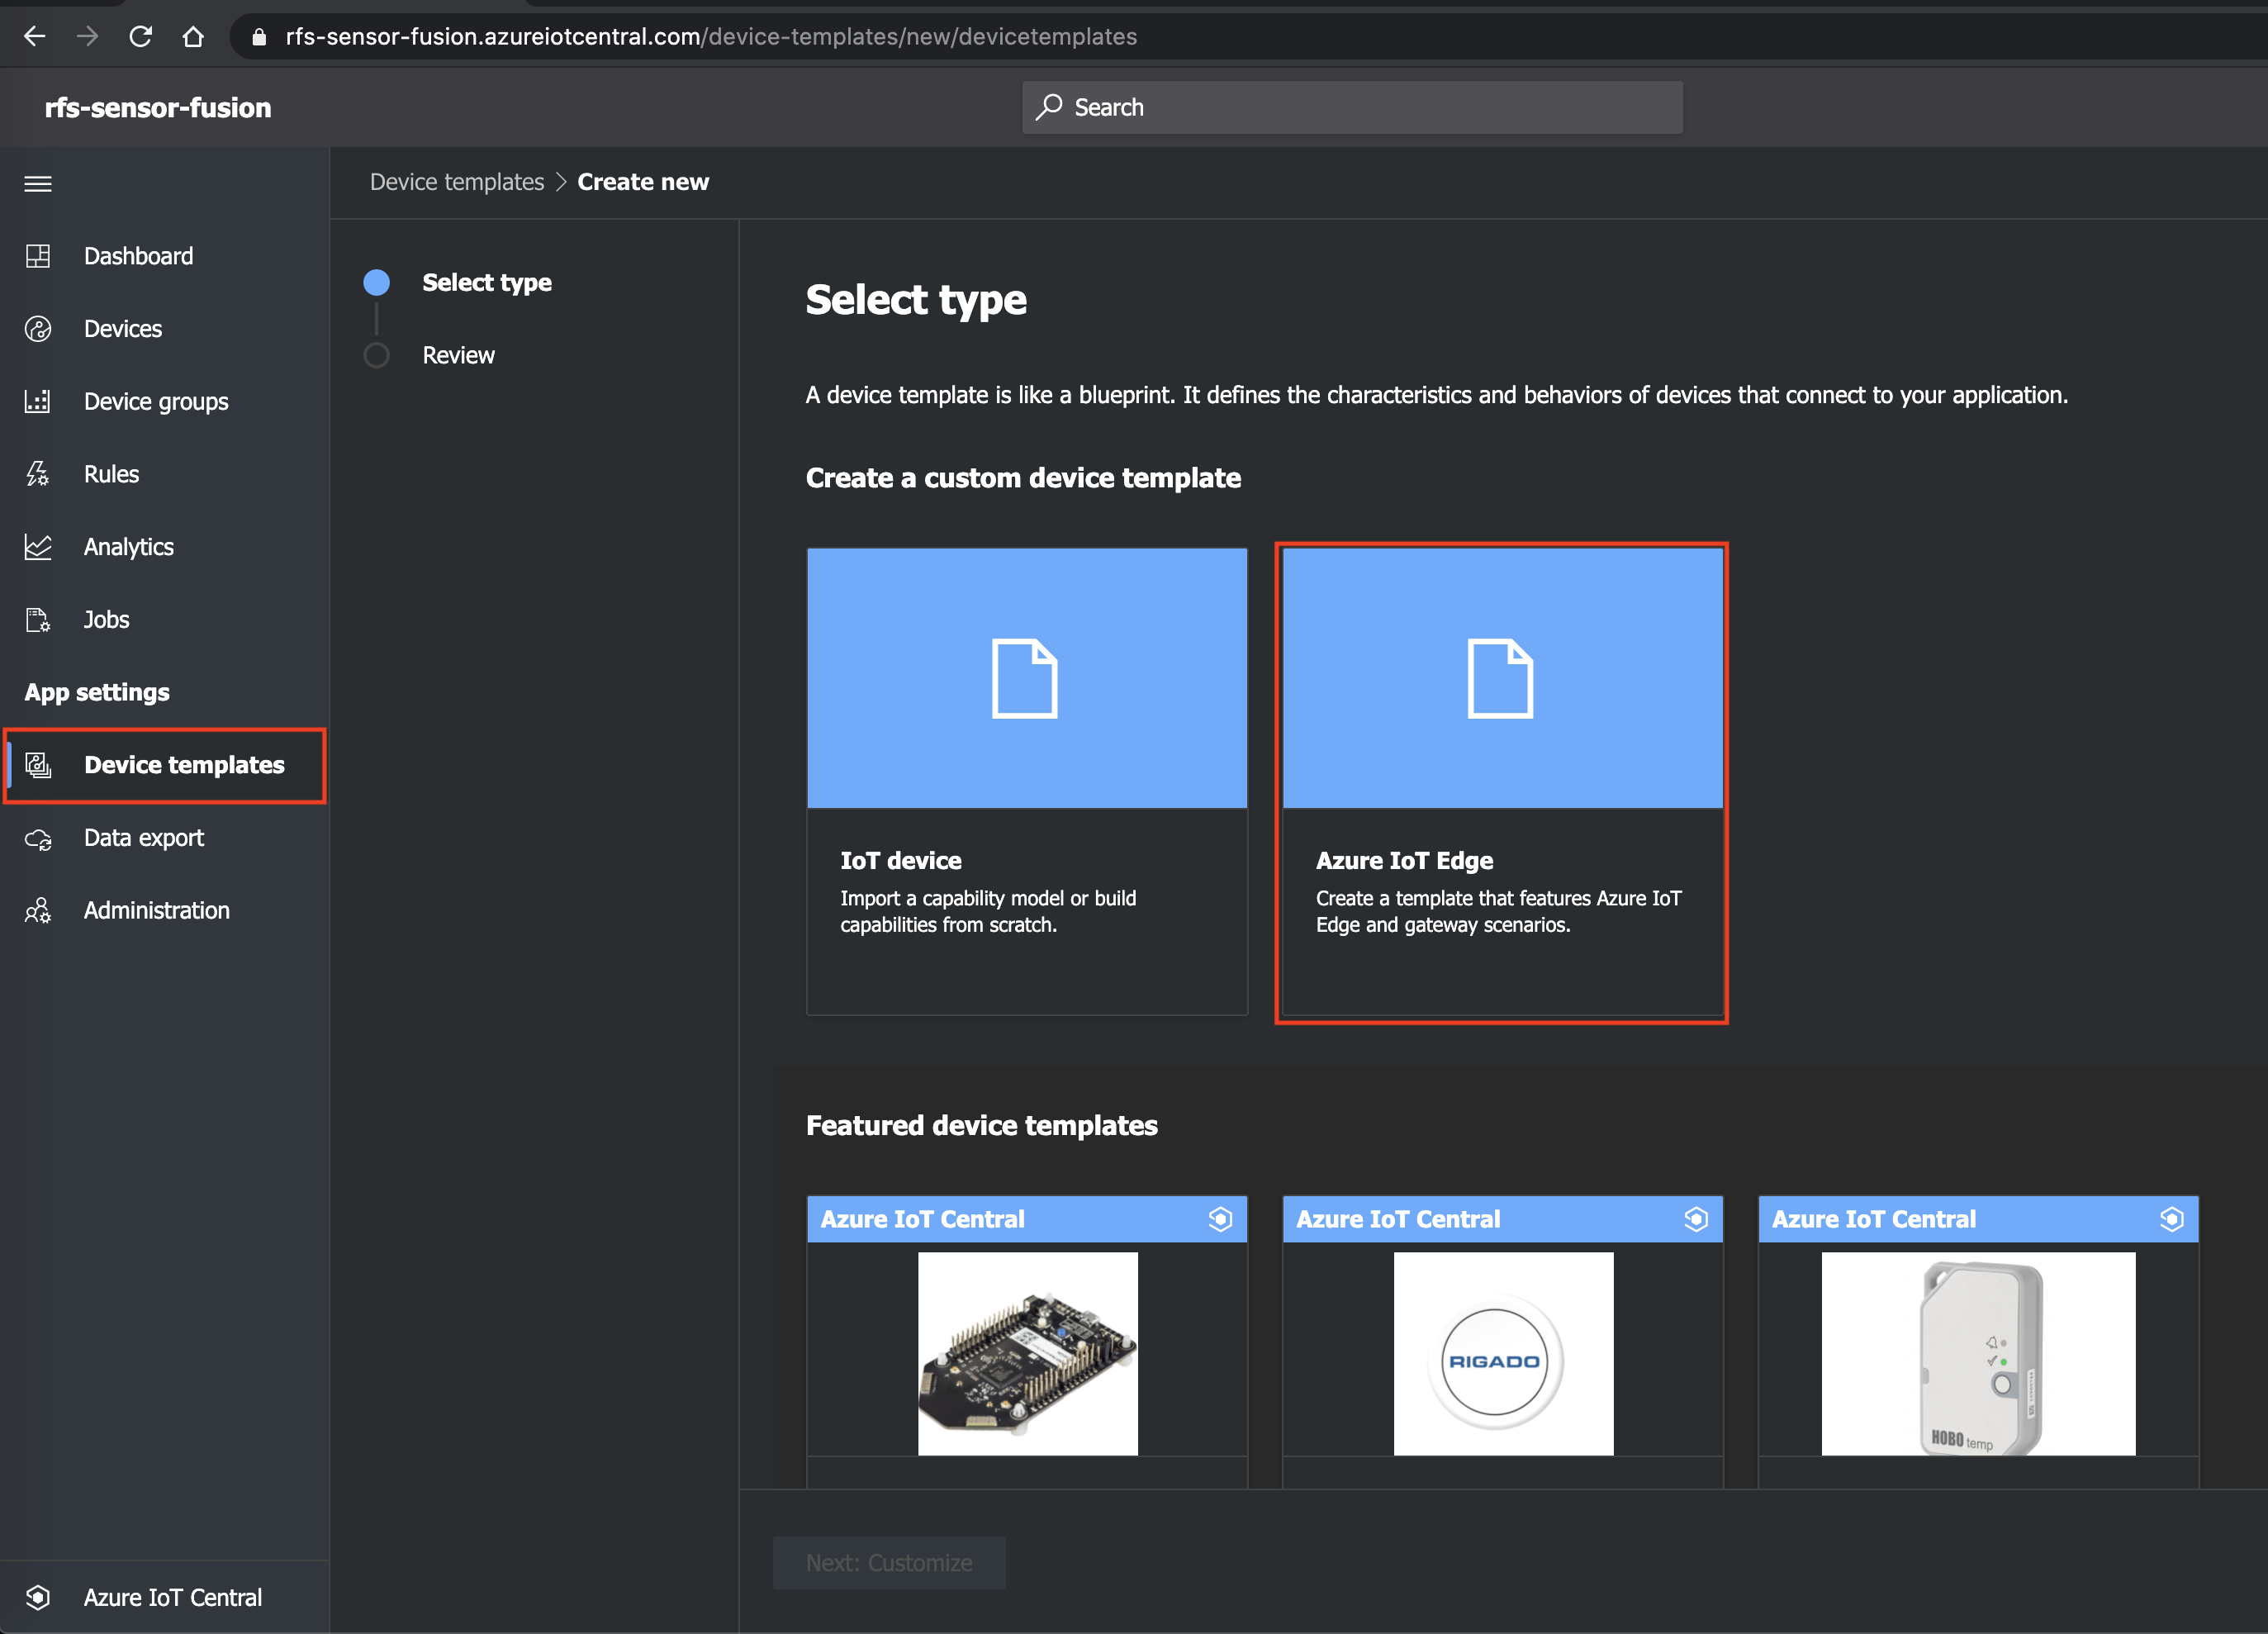 rfs-sensor-fusion.azureiotcentral.com/device-templates/new/devicetemplates
rfs-sensor-fusion
Search
Device templates > Create new
Dashboard
Devices
Device groups
Rules
Analytics
Jobs
App settings
Device templates
Data export
Administration
Azure IoT Central
Select type
Review
Select type
A device template is like a blueprint. It defines the characteristics and behaviors of devices that connect to your application.
Create a custom device template
IoT device
Import a capability model or build
capabilities from scratch.
Azure IoT Edge
Create a template that features Azure IoT
Edge and gateway scenarios.
Featured device templates
Azure IoT Central
Azure IoT Central
RIGADO
Azure IoT Central
HOBO temp
Next: Customize